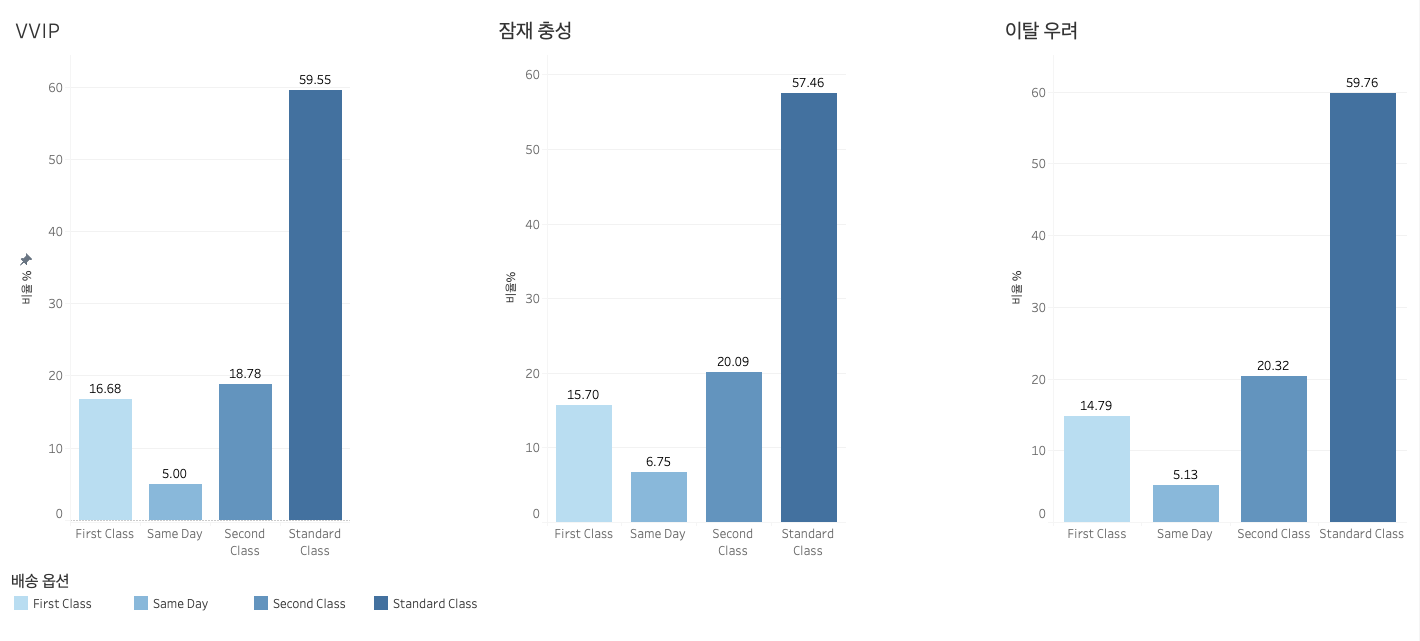 VVIP
잠재 충성
이탈 우려
비율 %
60
50
40
30
20
10
0
16.68
5.00
18.78
59.55
First Class
Same Day
Second
Class
Standard
Class
비율%
60
50
40
30
20
10
0
15.70
6.75
20.09
57.46
First Class
Same Day
Second
Class
Standard
Class
비율 %
60
50
40
30
20
10
0
14.79
5.13
20.32
59.76
First Class
Same Day
Second Class
Standard Class
배송 옵션
First Class
Same Day
Second Class
Standard Class